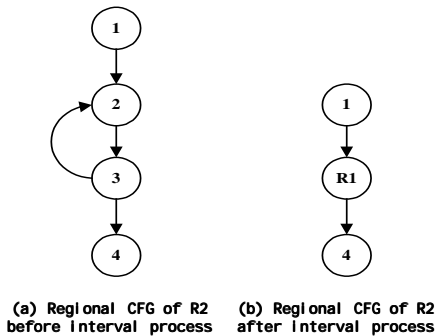 1
2
3
4
1
R1
4
(a) Regional CFG of R2
before interval process
(b) Regional CFG of R2
after interval process